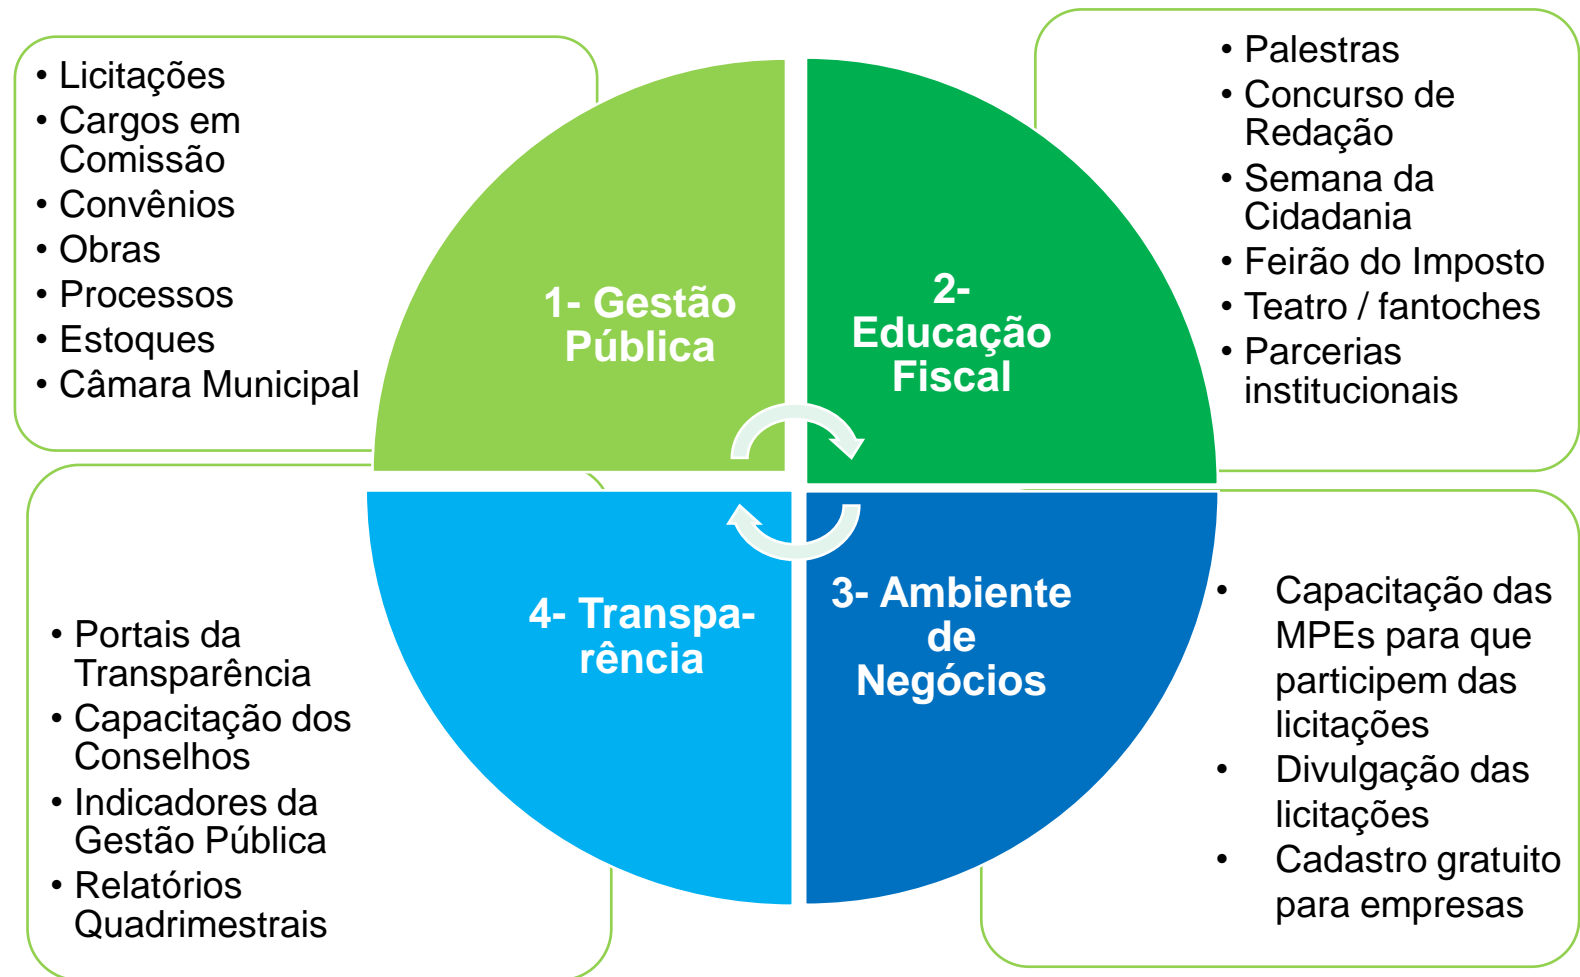 • Licitações
• Cargos em
Comissão
• Convênios
• Obras
• Processos
• Estoques
• Câmara Municipal
1- Gestão
Pública
2-
Educação
Fiscal
• Palestras
• Concurso de
Redação
• Semana da
Cidadania
• Feirão do Imposto
• Teatro / fantoches
• Parcerias
institucionais
• Portais da
Transparência
• Capacitação dos
Conselhos
• Indicadores da
Gestão Pública
• Relatórios
Quadrimestrais
4- Transpa-
rência
3- Ambiente
de
Negócios
• Capacitação das
MPEs para que
participem das
licitações
• Divulgação das
licitações
• Cadastro gratuito
para empresas